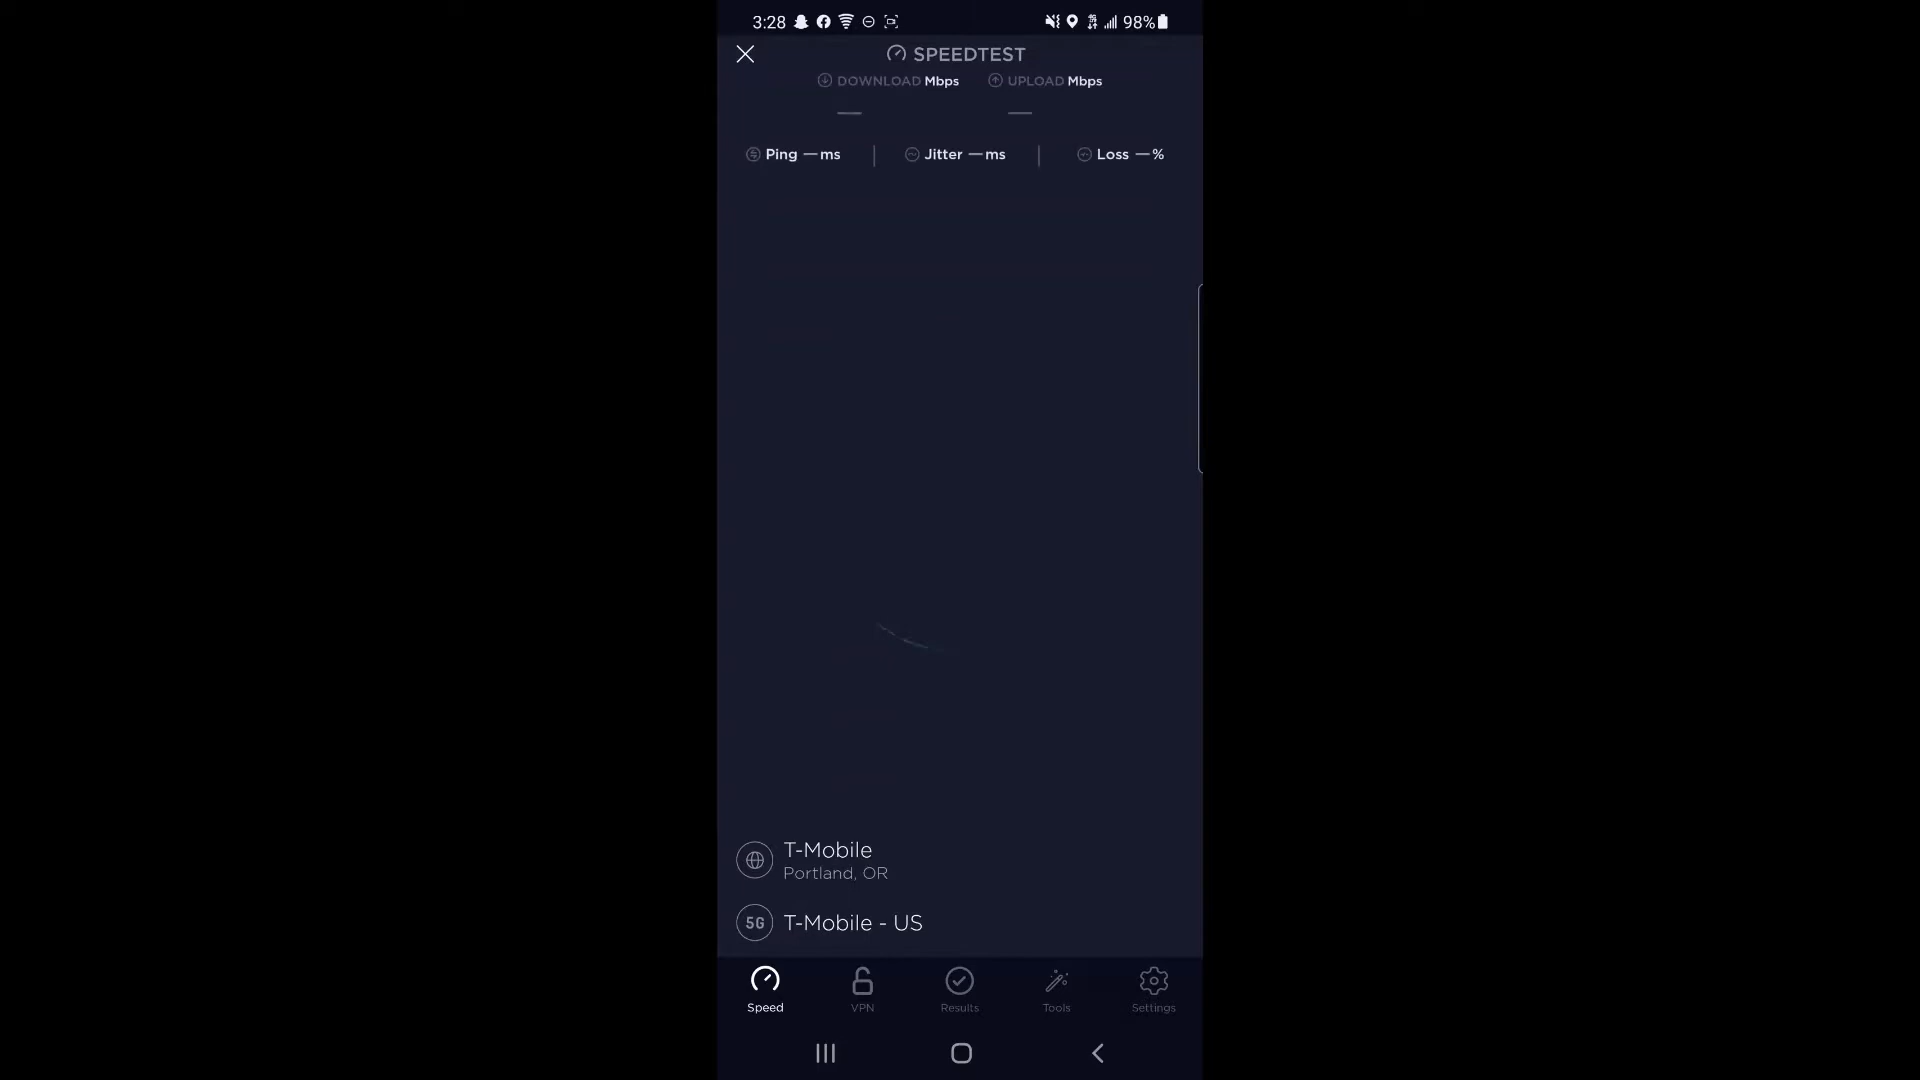 3:28 98%
SPEEDTEST
DOWNLOAD Mbps UPLOAD Mbps
— —
Ping — ms Jitter — ms Loss — %
T-Mobile
Portland, OR
5G T-Mobile - US
Speed VPN Results Tools Settings